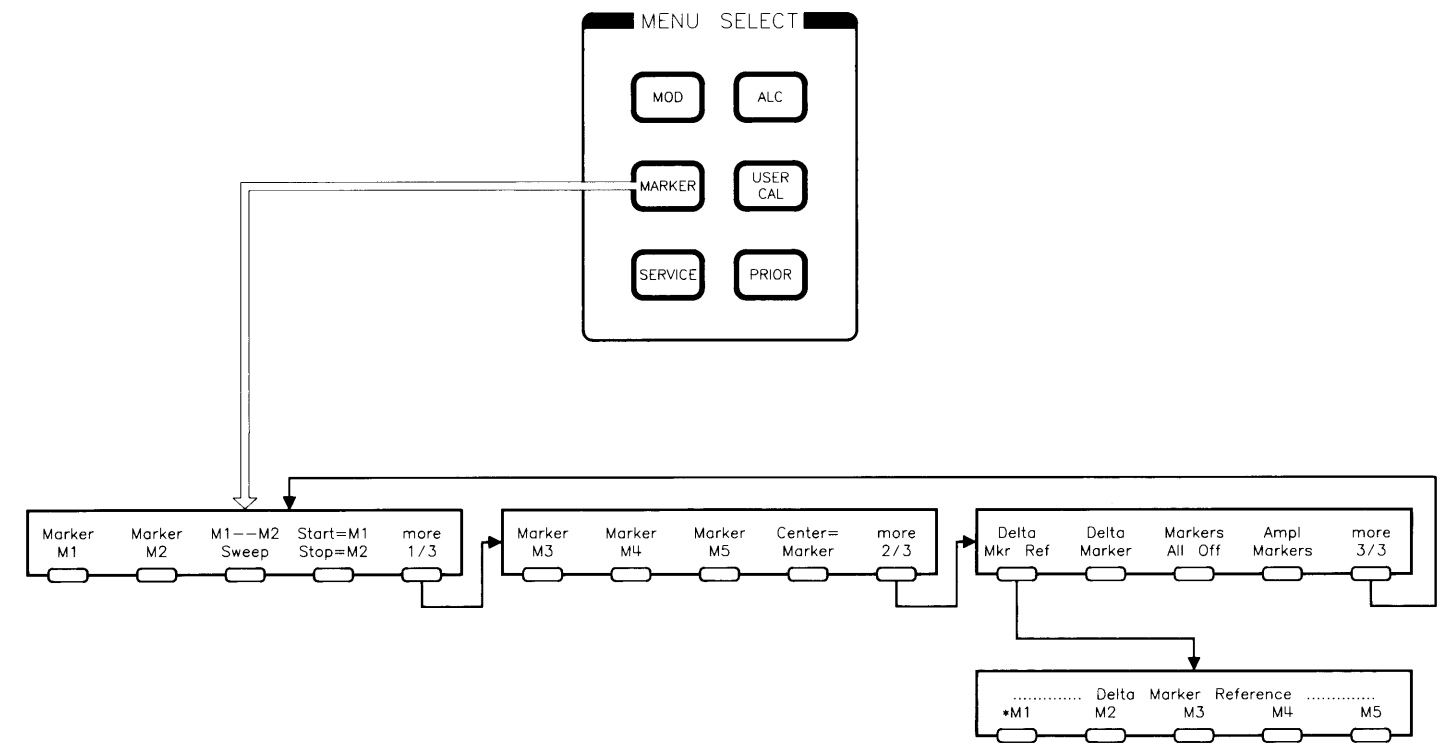 MENU SELECT
MOD ALC
MARKER USER CAL
SERVICE PRIOR
Marker Marker M1--M2 Start=M1 more
M1 M2 Sweep Stop=M2 1/3
Marker Marker Marker Center= more
M3 M4 M5 Marker 2/3
Delta Delta Markers Ampl more
Mkr Ref Marker All Off Markers 3/3
.............. Delta Marker Reference ..............
*M1 M2 M3 M4 M5